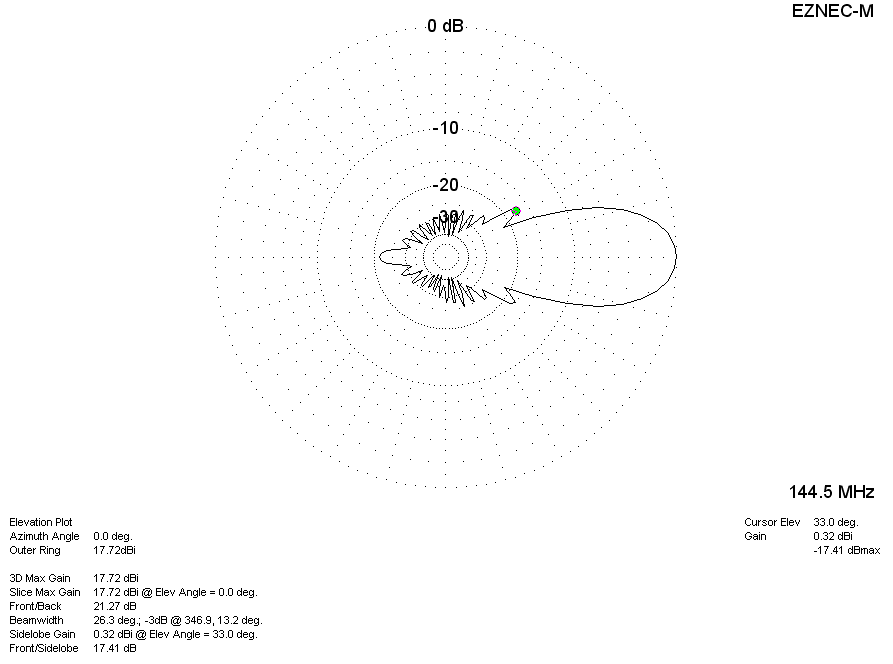 EZNEC-M
0 dB
-10
-20
-30
144.5 MHz
Elevation Plot
Azimuth Angle 0.0 deg.
Outer Ring 17.72dBi
3D Max Gain 17.72 dBi
Slice Max Gain 17.72 dBi @ Elev Angle = 0.0 deg.
Front/Back 21.27 dB
Beamwidth 26.3 deg.; -3dB @ 346.9, 13.2 deg.
Sidelobe Gain 0.32 dBi @ Elev Angle = 33.0 deg.
Front/Sidelobe 17.41 dB
Cursor Elev 33.0 deg.
Gain 0.32 dBi
-17.41 dBmax